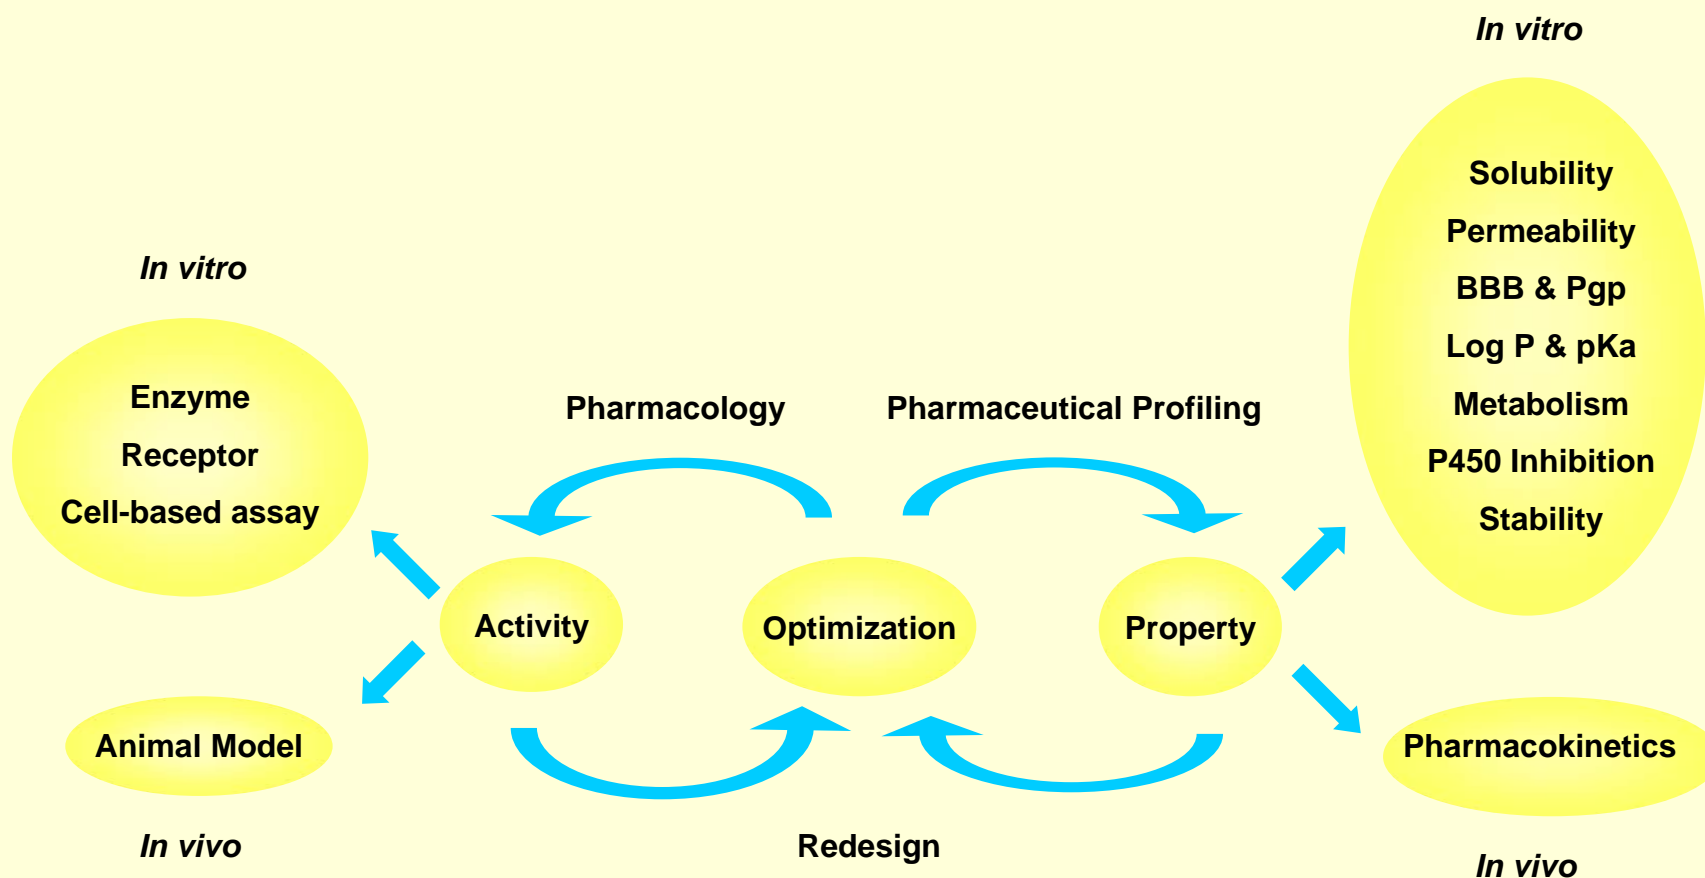 In vitro
Solubility
Permeability
BBB & Pgp
Log P & pKa
Metabolism
P450 Inhibition
Stability
In vitro
Enzyme
Receptor
Cell-based assay
Pharmacology
Pharmaceutical Profiling
Activity
Optimization
Property
Animal Model
Pharmacokinetics
In vivo
Redesign
In vivo